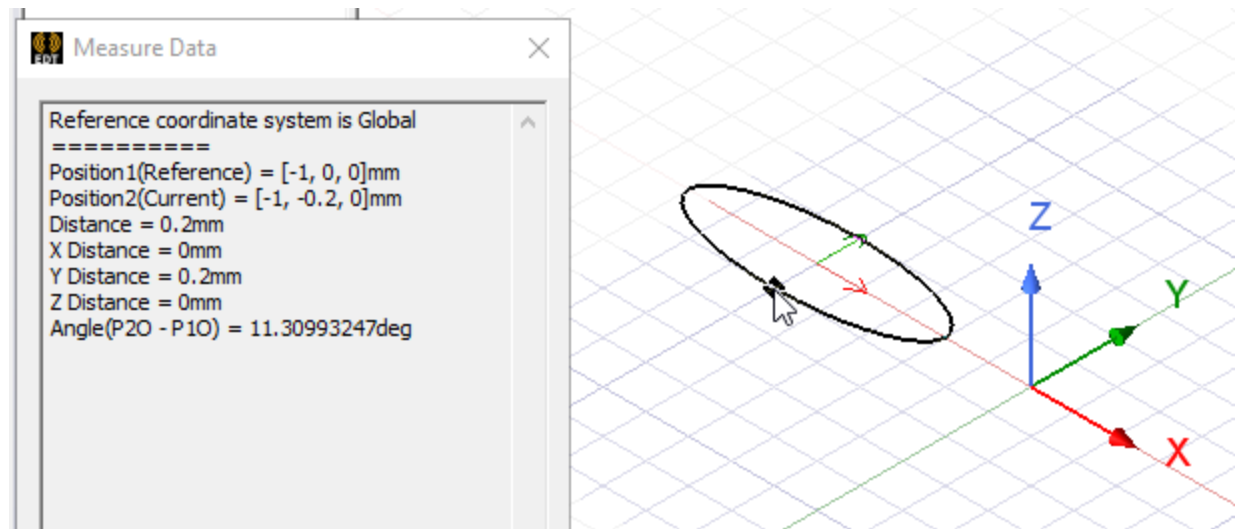 EDT
Measure Data
Reference coordinate system is Global
==========
Position1(Reference) = [-1, 0, 0]mm
Position2(Current) = [-1, -0.2, 0]mm
Distance = 0.2mm
X Distance = 0mm
Y Distance = 0.2mm
Z Distance = 0mm
Angle(P2O - P1O) = 11.30993247deg
Z
Y
X